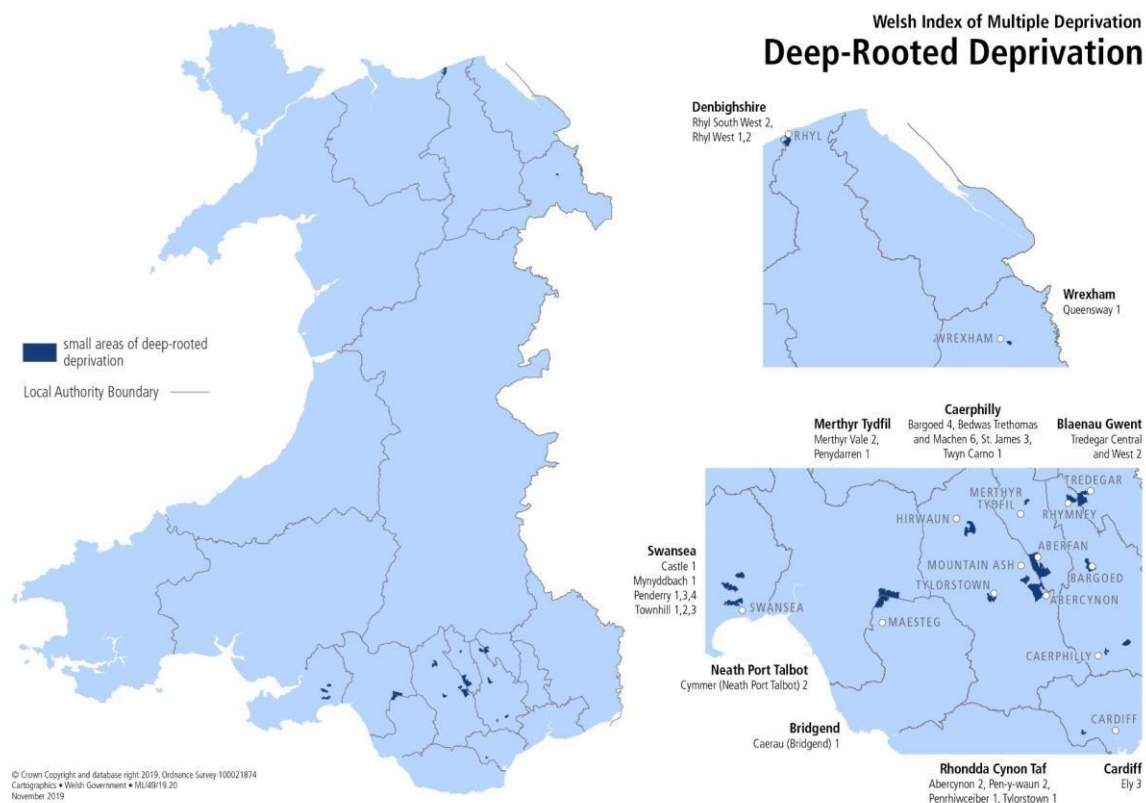 Welsh Index of Multiple Deprivation
Deep-Rooted Deprivation
Denbighshire
Rhyl South West 2,
Rhyl West 1,2
RHYL
Wrexham
Queensway 1
WREXHAM
small areas of deep-rooted
deprivation
Local Authority Boundary
Merthyr Tydfil
Merthyr Vale 2,
Penydarren 1
Caerphilly
Bargoed 4, Bedwas Trethomas
and Machen 6, St. James 3,
Twyn Carno 1
Blaenau Gwent
Tredegar Central
and West 2
TREDEGAR
MERTHYR
TYDFIL
RHYMNEY
HIRWAUN
ABERFAN
MOUNTAIN ASH
BARGOED
TYLORSTOWN
ABERCYNON
Swansea
Castle 1
Mynyddbach 1
Penderry 1,3,4
Townhill 1,2,3
SWANSEA
MAESTEG
CAERPHILLY
Neath Port Talbot
Cymmer (Neath Port Talbot) 2
CARDIFF
Bridgend
Caerau (Bridgend) 1
Rhondda Cynon Taf
Abercynon 2, Pen-y-waun 2,
Penrhiwceiber 1, Tylorstown 1
Cardiff
Ely 3
© Crown Copyright and database right 2019. Ordnance Survey 100021874
Cartographics • Welsh Government • ML/49/19.20
November 2019